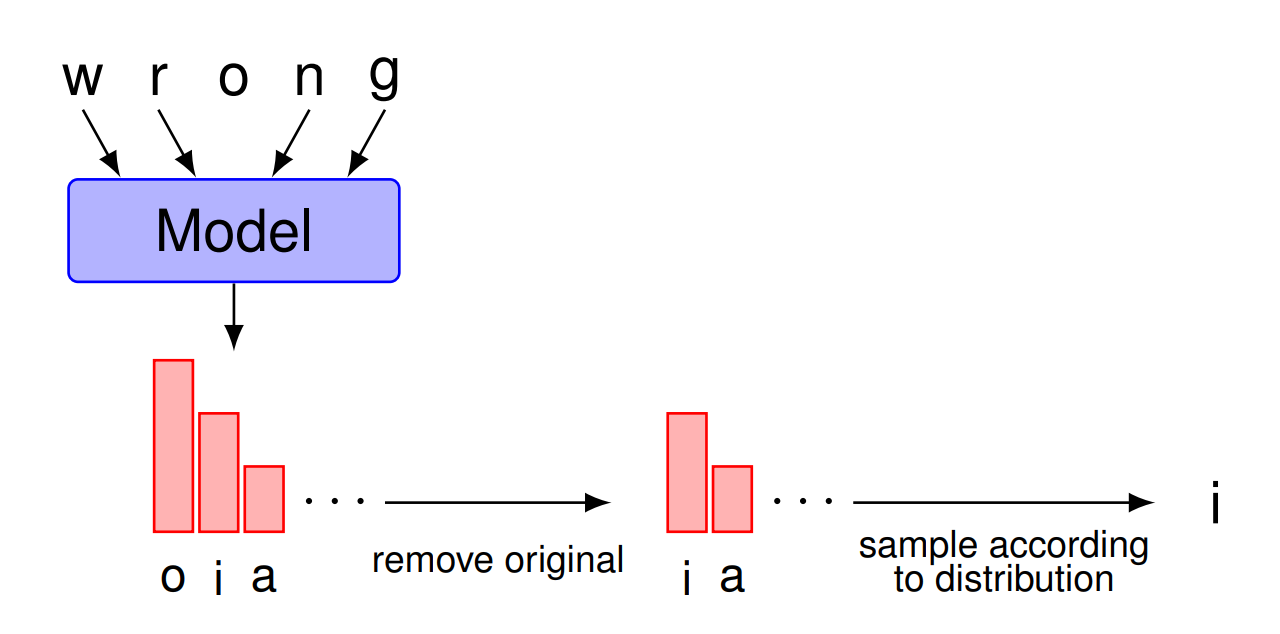 w r o n g
Model
o i a . . .
remove original
i a . . .
sample according
to distribution
i